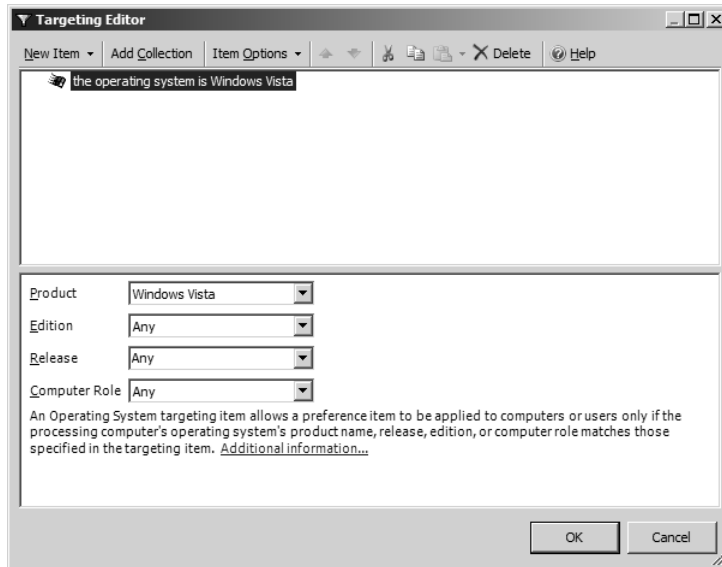 Targeting Editor
New Item Add Collection Item Options Delete Help
the operating system is Windows Vista
Product Windows Vista
Edition Any
Release Any
Computer Role Any
An Operating System targeting item allows a preference item to be applied to computers or users only if the
processing computer's operating system's product name, release, edition, or computer role matches those
specified in the targeting item. Additional information...
OK Cancel